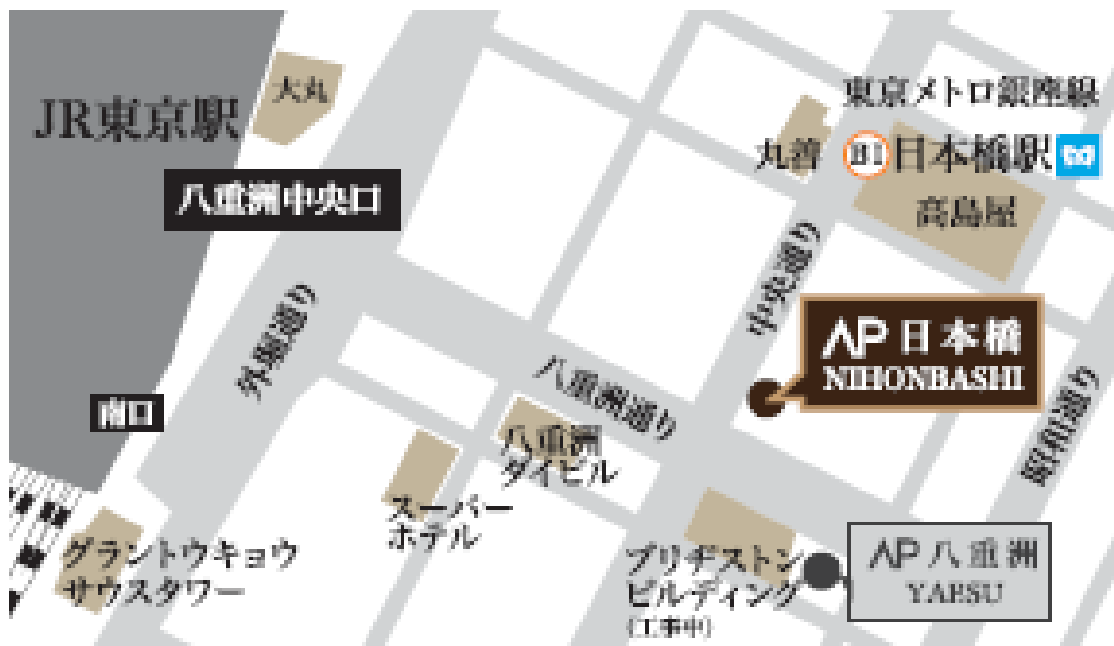 大丸
JR東京駅
八重洲中央口
東京メトロ銀座線
丸善
B1 日本橋駅
高島屋
中央通り
外堀通り
AP 日本橋
NIHONBASHI
八重洲通り
昭和通り
南口
八重洲
ダイビル
スーパー
ホテル
グラントウキョウ
サウスタワー
ブリヂストン
ビルディング
(工事中)
AP 八重洲
YAESU